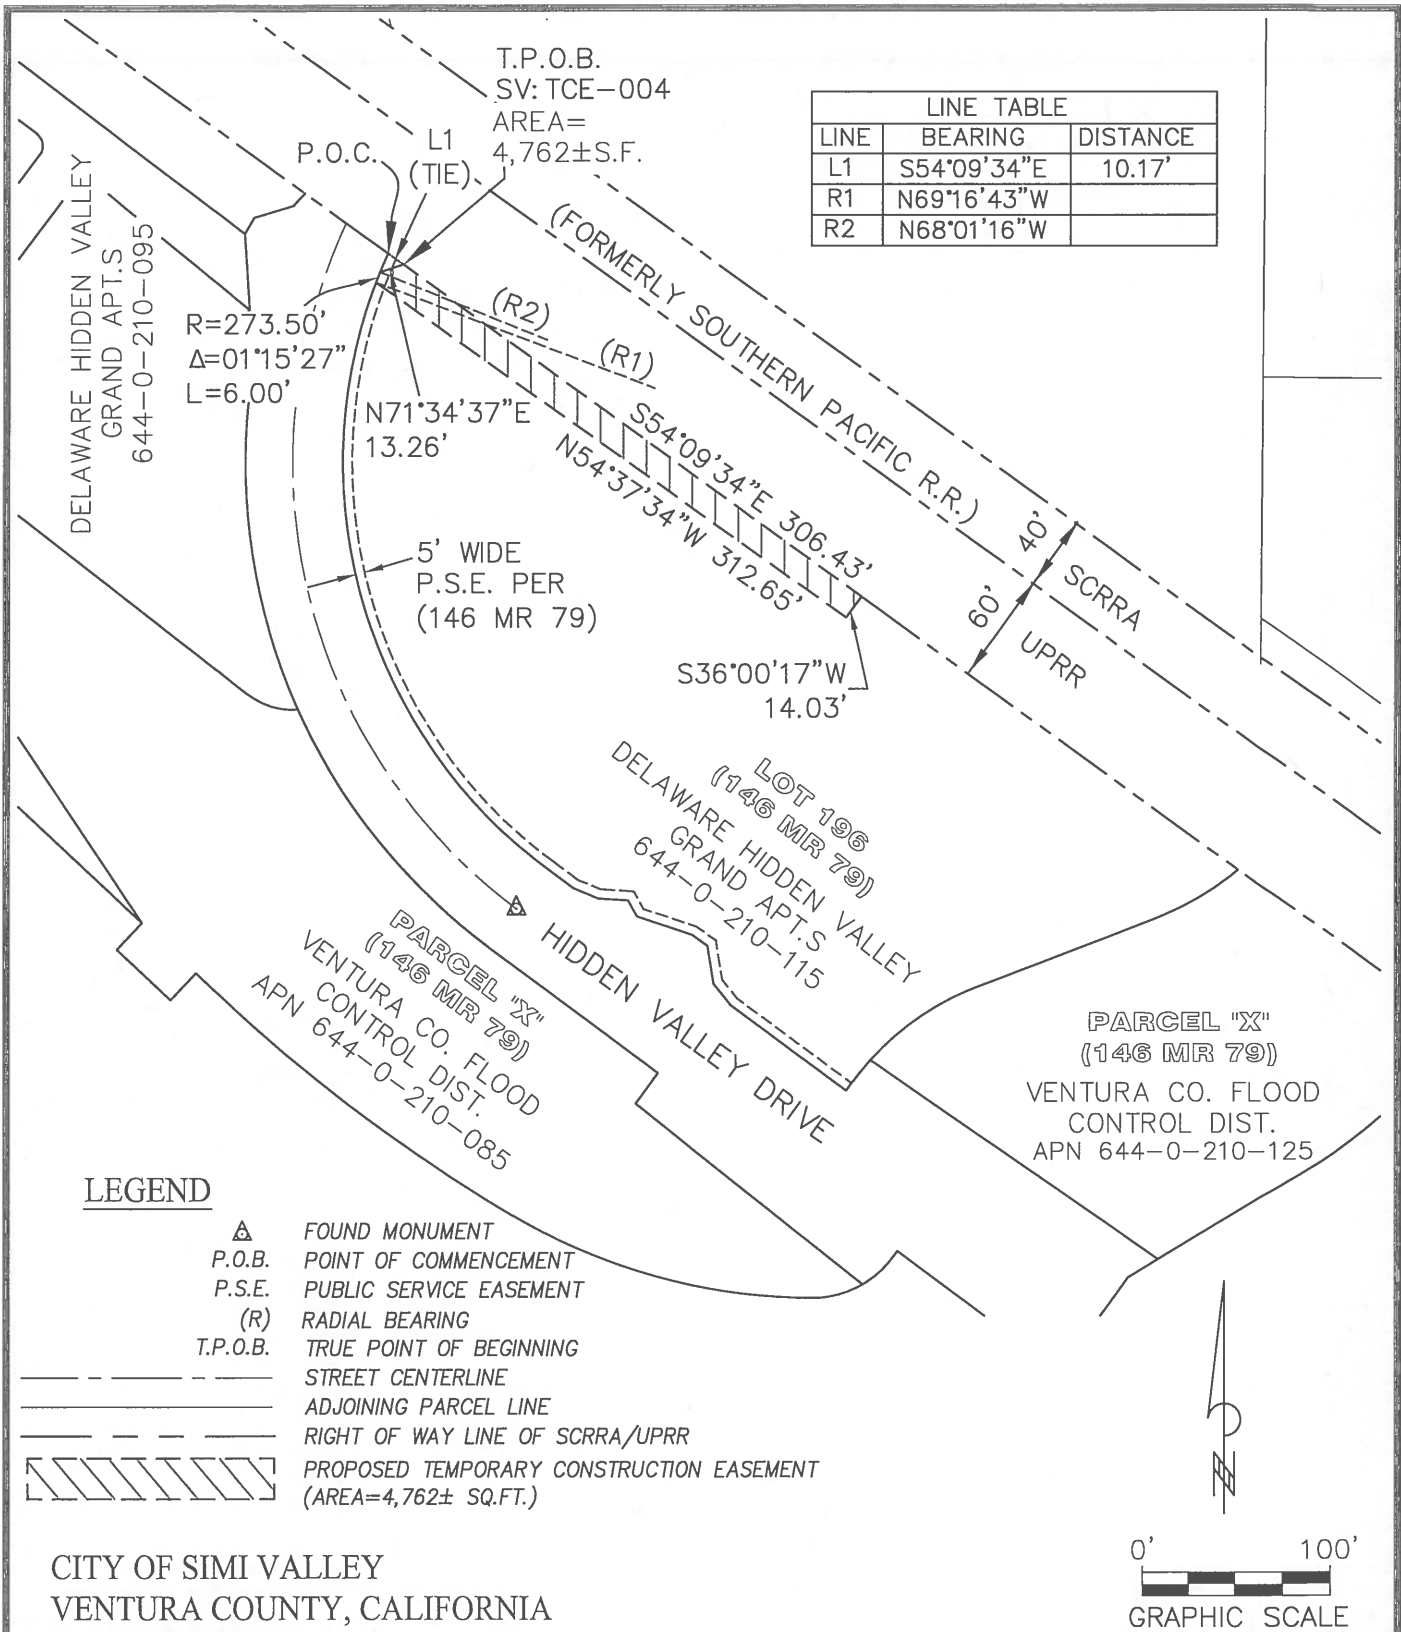 T.P.O.B.
SV: TCE-004
AREA=
4,762±S.F.
L1
(TIE)
P.O.C.
LINE TABLE
LINE BEARING DISTANCE
L1 S54°09'34"E 10.17'
R1 N69°16'43"W
R2 N68°01'16"W
DELAWARE HIDDEN VALLEY
GRAND APT.S
644-0-210-095
(FORMERLY SOUTHERN PACIFIC R.R.)
R=273.50'
Δ=01°15'27"
L=6.00'
(R2)
(R1)
N71°34'37"E
13.26'
S54°09'34"E 306.43'
N54°37'34"W 312.65'
40'
SCRRA
60'
UPRR
5' WIDE
P.S.E. PER
(146 MR 79)
S36°00'17"W
14.03'
LOT 196
(146 MR 79)
DELAWARE HIDDEN VALLEY
GRAND APT.S
644-0-210-115
HIDDEN VALLEY DRIVE
PARCEL "X"
(146 MR 79)
VENTURA CO. FLOOD
CONTROL DIST.
APN 644-0-210-085
PARCEL "X"
(146 MR 79)
VENTURA CO. FLOOD
CONTROL DIST.
APN 644-0-210-125
LEGEND
FOUND MONUMENT
P.O.B. POINT OF COMMENCEMENT
P.S.E. PUBLIC SERVICE EASEMENT
(R) RADIAL BEARING
T.P.O.B. TRUE POINT OF BEGINNING
STREET CENTERLINE
ADJOINING PARCEL LINE
RIGHT OF WAY LINE OF SCRRA/UPRR
PROPOSED TEMPORARY CONSTRUCTION EASEMENT
(AREA=4,762± SQ.FT.)
N
CITY OF SIMI VALLEY
VENTURA COUNTY, CALIFORNIA
0' 100'
GRAPHIC SCALE